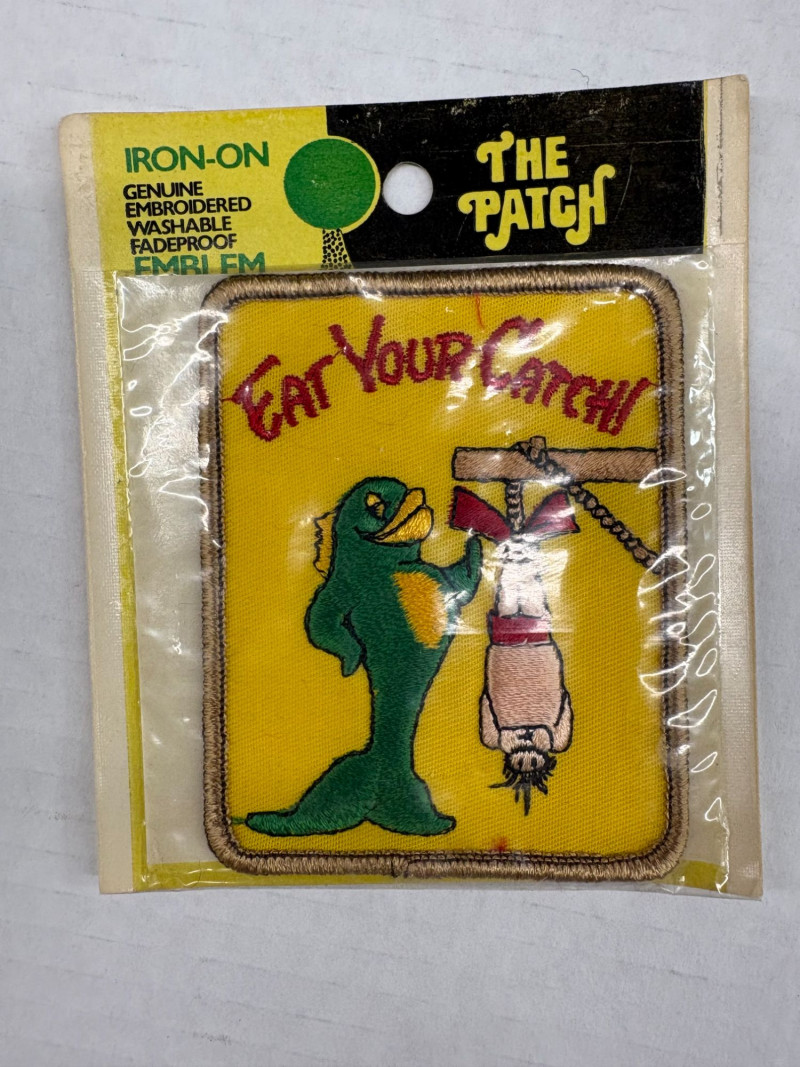 IRON-ON
GENUINE
EMBROIDERED
WASHABLE
FADEPROOF
EMBLEM
THE
PATCH
EAT YOUR CATCH!